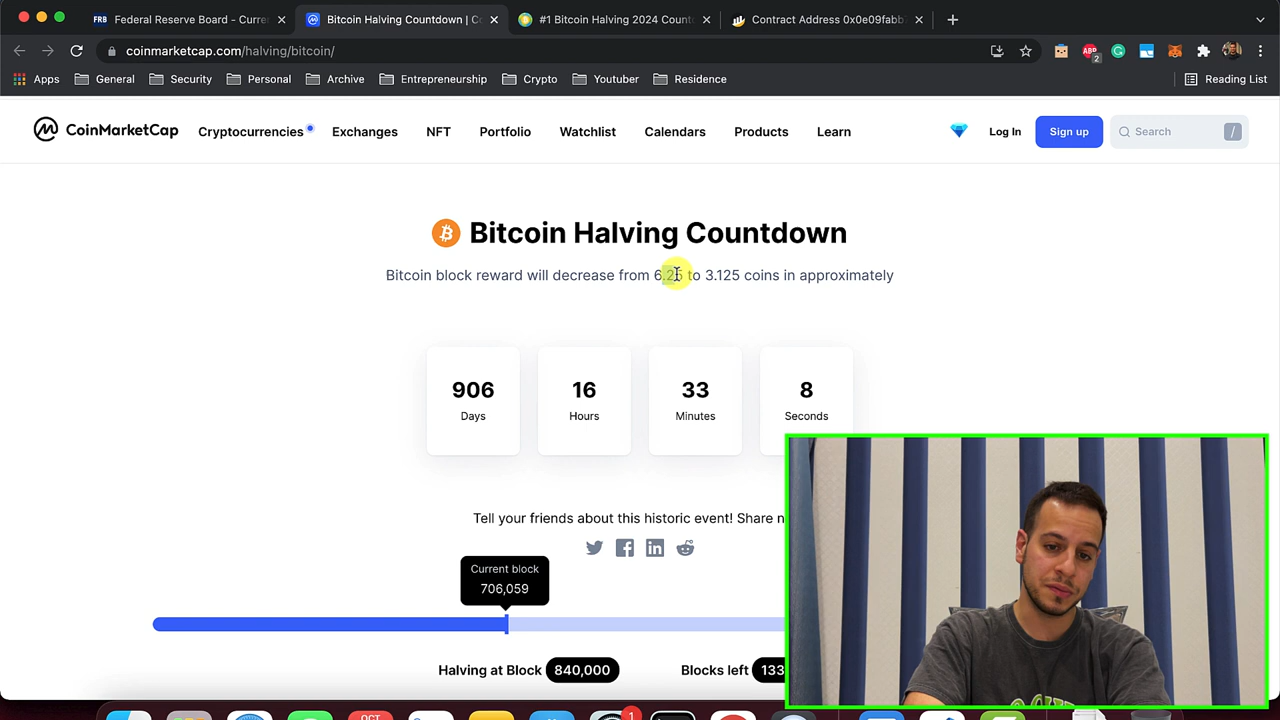 Federal Reserve Board - Curre
Bitcoin Halving Countdown | Co
#1 Bitcoin Halving 2024 Count
Contract Address 0x0e09fabb
coinmarketcap.com/halving/bitcoin/
Apps General Security Personal Archive Entrepreneurship Crypto Youtuber Residence Reading List
CoinMarketCap Cryptocurrencies Exchanges NFT Portfolio Watchlist Calendars Products Learn Log In Sign up Search /
Bitcoin Halving Countdown
Bitcoin block reward will decrease from 6.25 to 3.125 coins in approximately
906 16 33 8
Days Hours Minutes Seconds
Tell your friends about this historic event! Share n
Current block
706,059
Halving at Block 840,000 Blocks left 133
OCT 1